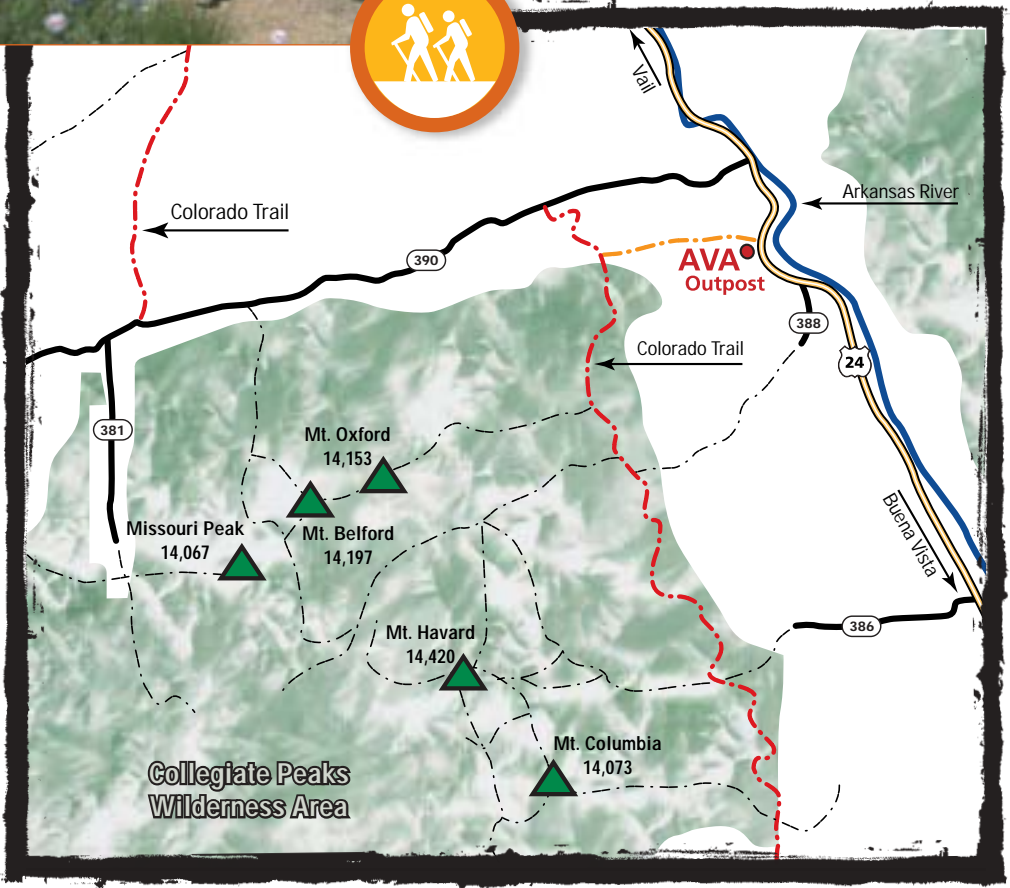 Vail
Arkansas River
Colorado Trail
390
AVA
Outpost
388
Colorado Trail
24
381
Mt. Oxford
14,153
Missouri Peak
14,067
Mt. Belford
14,197
Buena Vista
386
Mt. Havard
14,420
Mt. Columbia
14,073
Collegiate Peaks
Wilderness Area